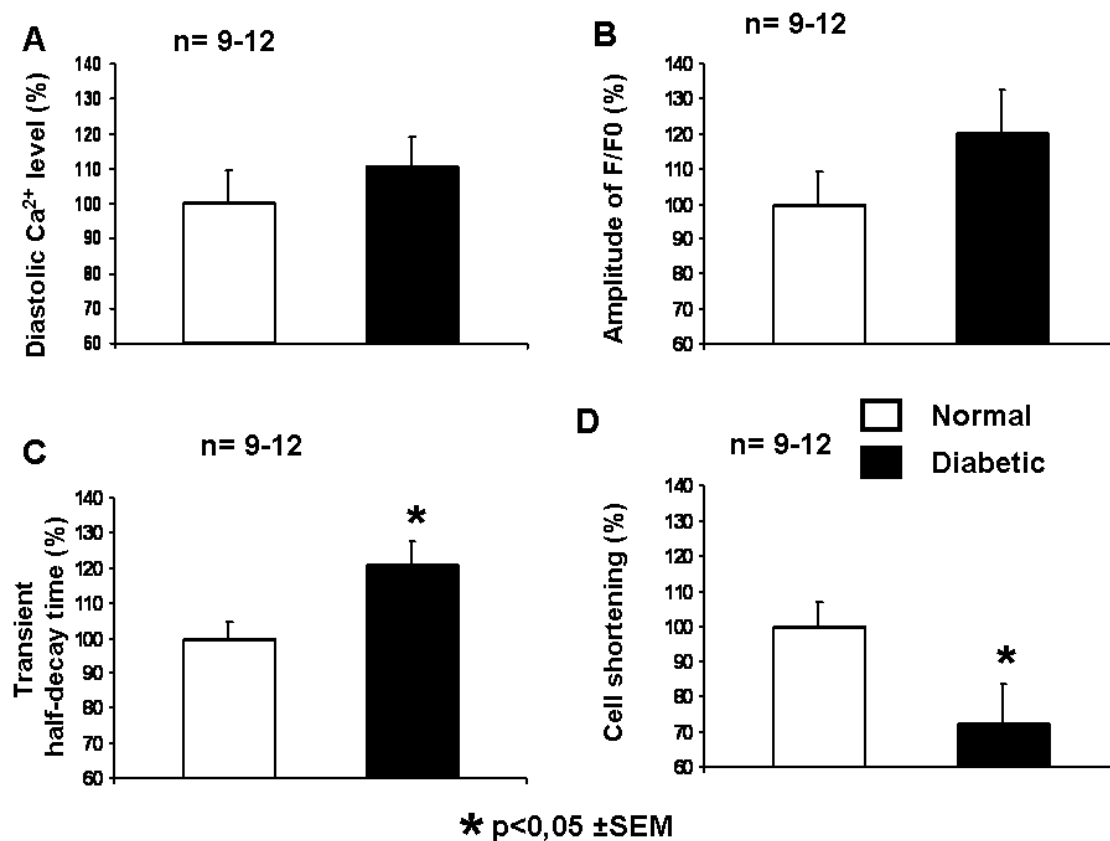 A
n= 9-12
Diastolic Ca2+ level (%)
140
130
120
110
100
90
80
70
60
B
n= 9-12
Amplitude of F/F0 (%)
140
130
120
110
100
90
80
70
60
C
n= 9-12
Transient
half-decay time (%)
140
130
120
110
100
90
80
70
60
*
D
n= 9-12
Normal
Diabetic
Cell shortening (%)
140
130
120
110
100
90
80
70
60
*
* p<0,05 ±SEM